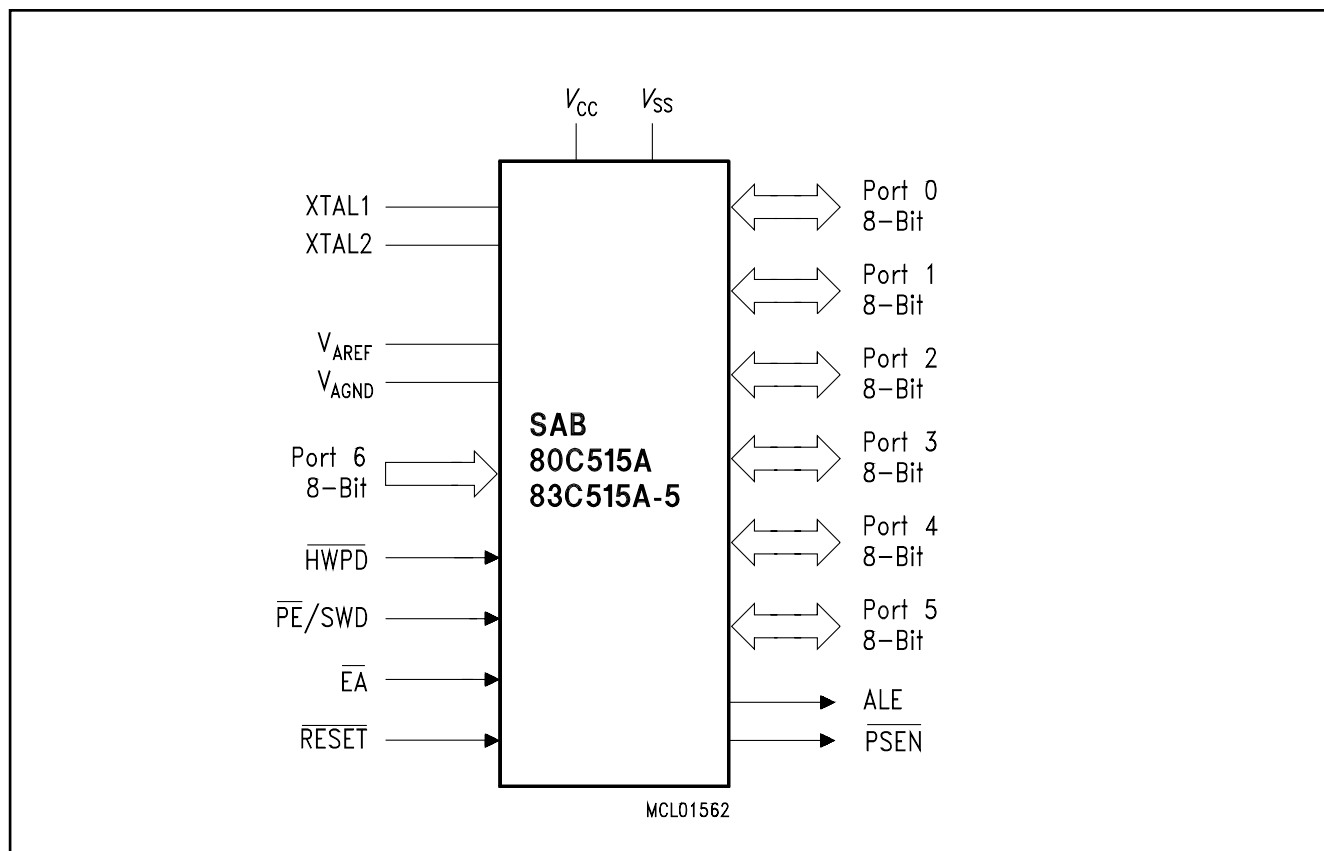 VCC VSS
XTAL1
XTAL2
VAREF
VAGND
Port 6
8-Bit
HWPD
PE/SWD
EA
RESET
SAB
80C515A
83C515A-5
Port 0
8-Bit
Port 1
8-Bit
Port 2
8-Bit
Port 3
8-Bit
Port 4
8-Bit
Port 5
8-Bit
ALE
PSEN
MCL01562